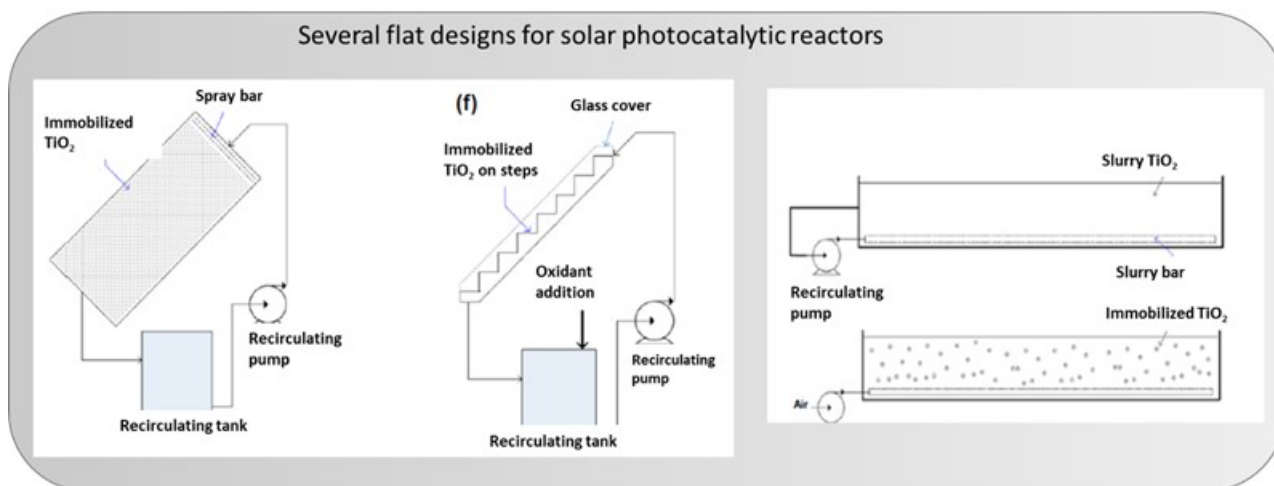 Several flat designs for solar photocatalytic reactors
Spray bar
Immobilized
TiO₂
Recirculating
pump
Recirculating tank
(f)
Glass cover
Immobilized
TiO₂ on steps
Oxidant
addition
Recirculating
pump
Recirculating tank
Slurry TiO₂
Slurry bar
Recirculating
pump
Immobilized TiO₂
Air